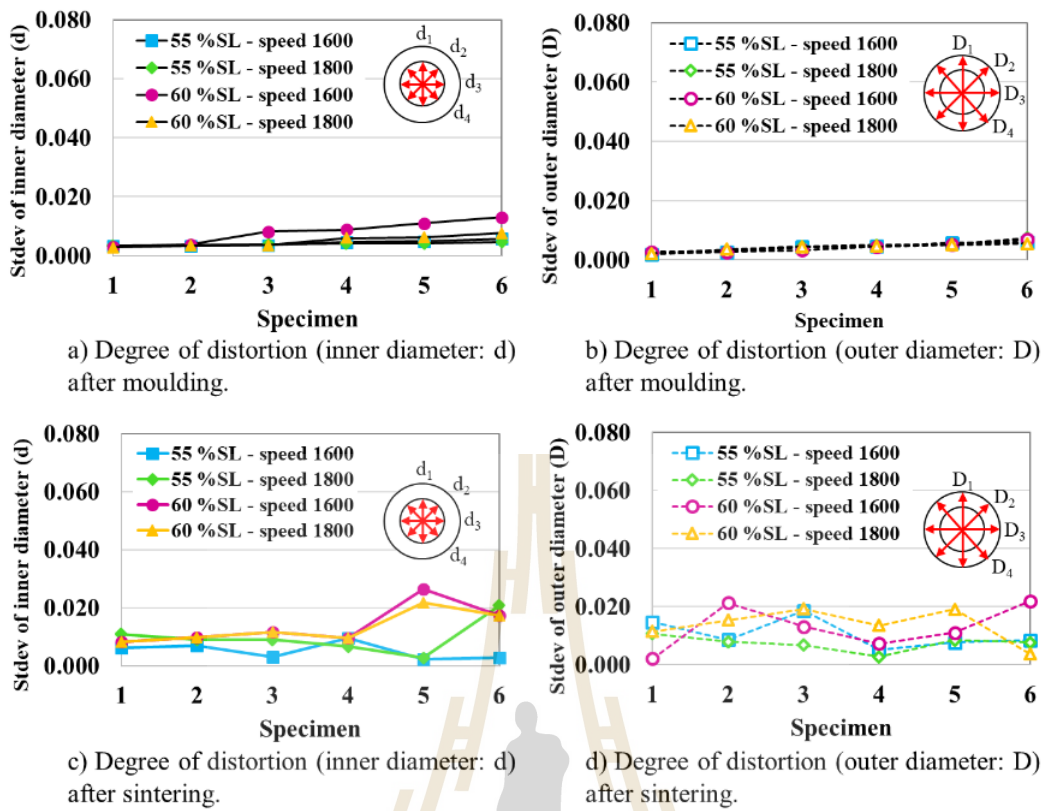 0.080
0.060
0.040
0.020
0.000
Stdev of inner diameter (d)
55 %SL - speed 1600
55 %SL - speed 1800
60 %SL - speed 1600
60 %SL - speed 1800
d1
d2
d3
d4
1 2 3 4 5 6
Specimen
a) Degree of distortion (inner diameter: d)
after moulding.
0.080
0.060
0.040
0.020
0.000
Stdev of outer diameter (D)
55 %SL - speed 1600
55 %SL - speed 1800
60 %SL - speed 1600
60 %SL - speed 1800
D1
D2
D3
D4
1 2 3 4 5 6
Specimen
b) Degree of distortion (outer diameter: D)
after moulding.
0.080
0.060
0.040
0.020
0.000
Stdev of inner diameter (d)
55 %SL - speed 1600
55 %SL - speed 1800
60 %SL - speed 1600
60 %SL - speed 1800
d1
d2
d3
d4
1 2 3 4 5 6
Specimen
c) Degree of distortion (inner diameter: d)
after sintering.
0.080
0.060
0.040
0.020
0.000
Stdev of outer diameter (D)
55 %SL - speed 1600
55 %SL - speed 1800
60 %SL - speed 1600
60 %SL - speed 1800
D1
D2
D3
D4
1 2 3 4 5 6
Specimen
d) Degree of distortion (outer diameter: D)
after sintering.